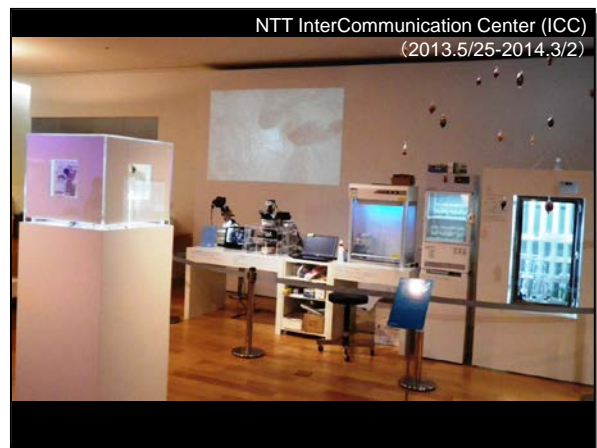 NTT InterCommunication Center (ICC)
（2013.5/25-2014.3/2）